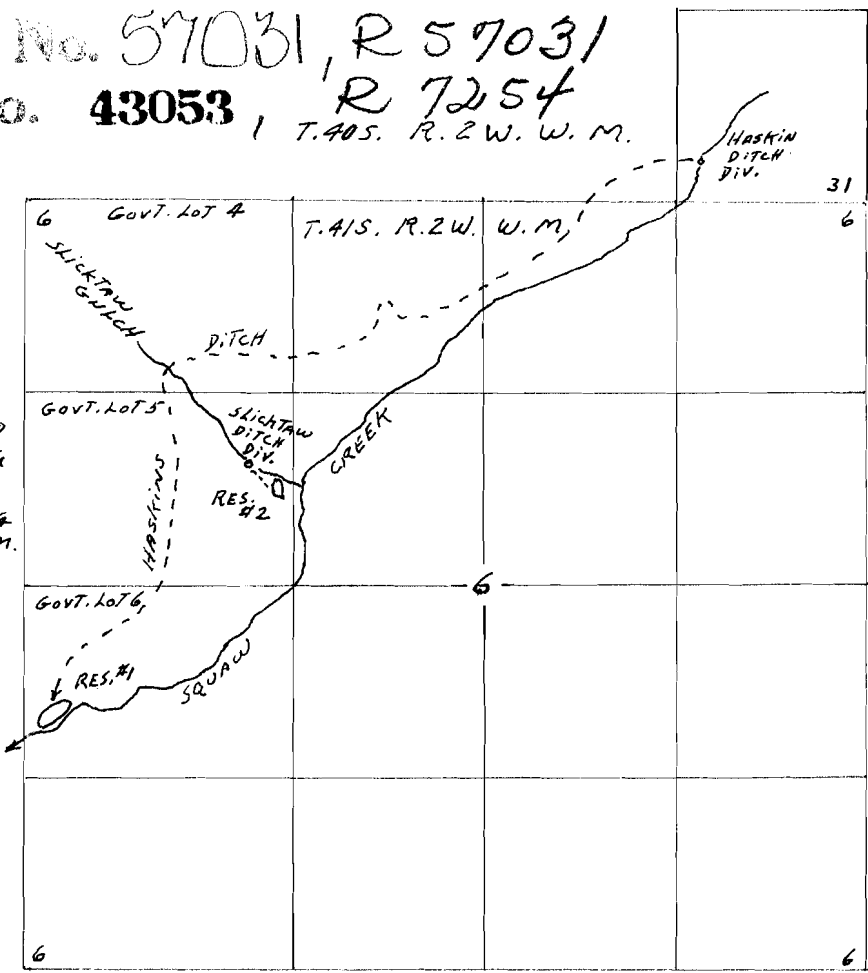 No. 57031, R 57031
o. 43053, R 7254
T.40S. R.2W. W.M.
HASKIN
DITCH
DIV.
31
6
GOVT. LOT 4
T.41S. R.2W. W.M.
6
SLICKTAW
GULCH
DITCH
GOVT. LOT 5
SLICKTAW
DITCH
DIV.
CREEK
RES.
#2
HASKINS
M.
GOVT. LOT 6
6
RES. #1
SQUAW
6
6